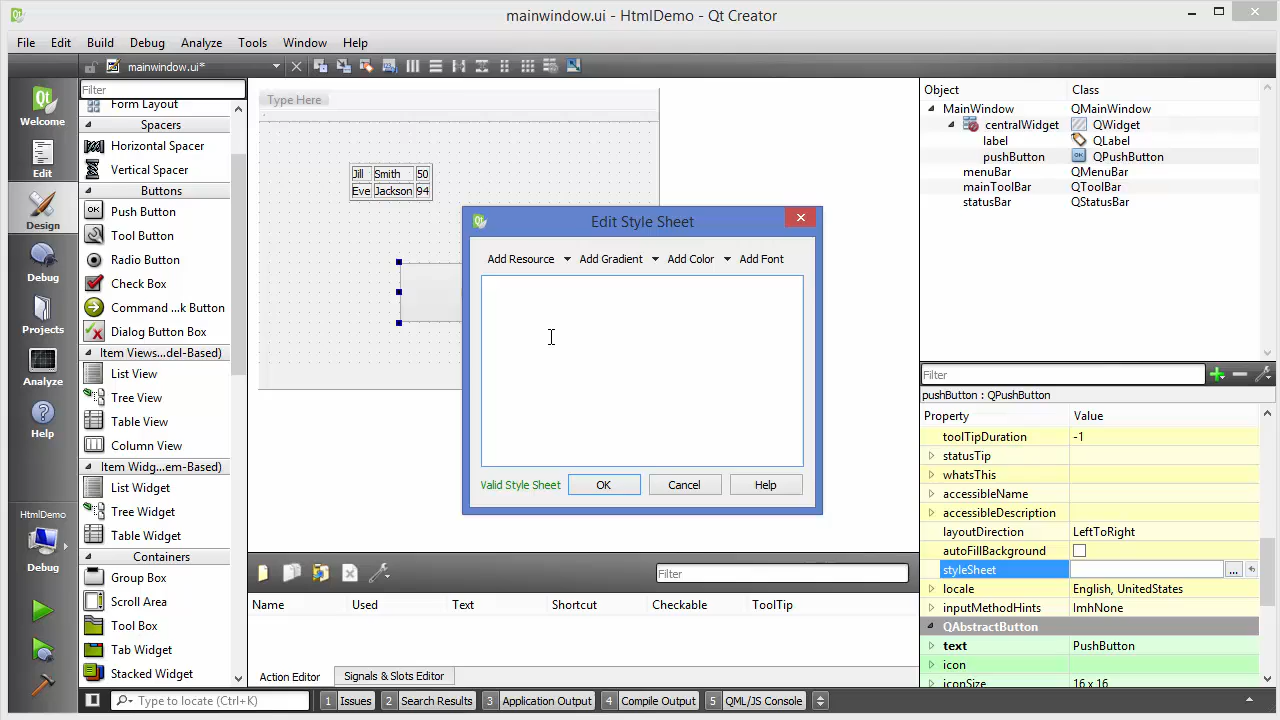 mainwindow.ui - HtmlDemo - Qt Creator
File Edit Build Debug Analyze Tools Window Help
mainwindow.ui*
Welcome
Edit
Design
Debug
Projects
Analyze
Help
HtmlDemo
Debug
Filter
Form Layout
Spacers
Horizontal Spacer
Vertical Spacer
Buttons
Push Button
Tool Button
Radio Button
Check Box
Command ...k Button
Dialog Button Box
Item Views...del-Based)
List View
Tree View
Table View
Column View
Item Widg...em-Based)
List Widget
Tree Widget
Table Widget
Containers
Group Box
Scroll Area
Tool Box
Tab Widget
Stacked Widget
Type Here
Jill Smith 50
Eve Jackson 94
Edit Style Sheet
Add Resource Add Gradient Add Color Add Font
Valid Style Sheet OK Cancel Help
Filter
Name Used Text Shortcut Checkable ToolTip
Action Editor Signals & Slots Editor
Object Class
MainWindow QMainWindow
centralWidget QWidget
label QLabel
pushButton QPushButton
menuBar QMenuBar
mainToolBar QToolBar
statusBar QStatusBar
Filter
pushButton : QPushButton
Property Value
toolTipDuration -1
statusTip
whatsThis
accessibleName
accessibleDescription
layoutDirection LeftToRight
autoFillBackground
styleSheet ...
locale English, UnitedStates
inputMethodHints ImhNone
QAbstractButton
text PushButton
icon
iconSize 16 x 16
Type to locate (Ctrl+K) 1 Issues 2 Search Results 3 Application Output 4 Compile Output 5 QML/JS Console